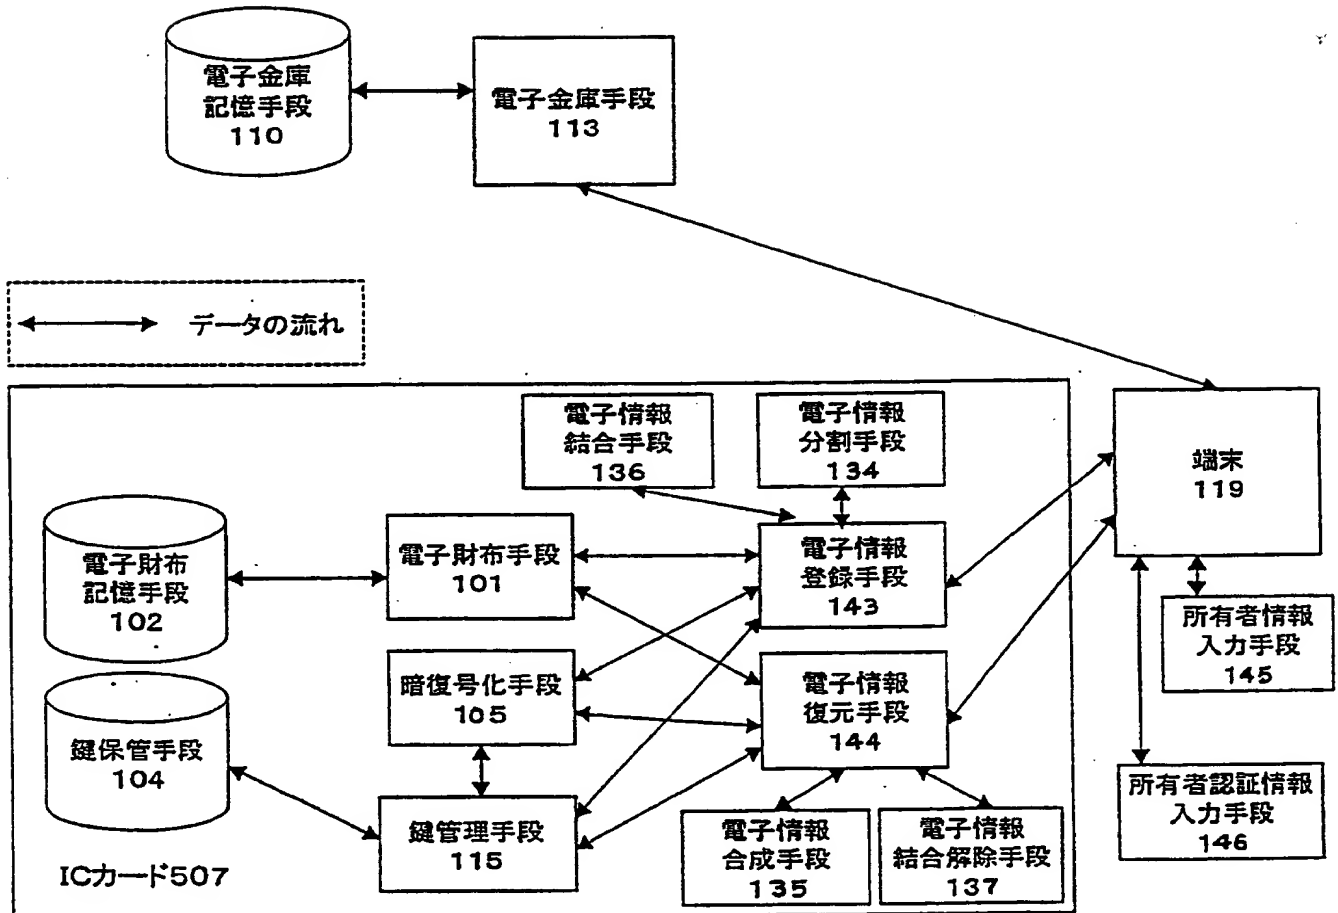 電子金庫
記憶手段
110
電子金庫手段
113
データの流れ
電子情報
結合手段
136
電子情報
分割手段
134
端末
119
電子財布
記憶手段
102
電子財布手段
101
電子情報
登録手段
143
所有者情報
入力手段
145
暗復号化手段
105
電子情報
復元手段
144
鍵保管手段
104
所有者認証情報
入力手段
146
鍵管理手段
115
電子情報
合成手段
135
電子情報
結合解除手段
137
ICカード507